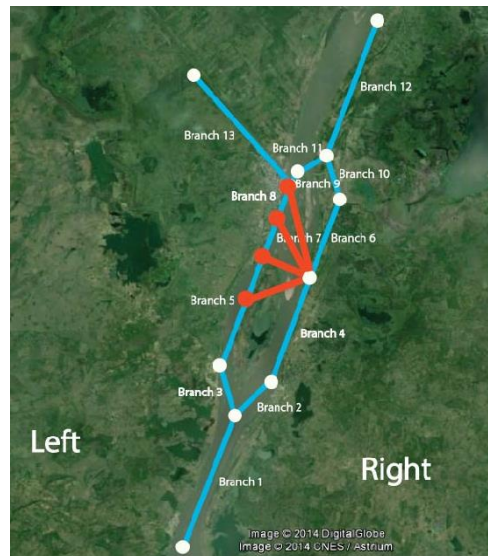 Branch 12
Branch 13
Branch 11
Branch 10
Branch 9
Branch 8
Branch 7
Branch 6
Branch 5
Branch 4
Branch 3
Branch 2
Left
Right
Branch 1
Image © 2014 DigitalGlobe
Image © 2014 CNES / Astrium